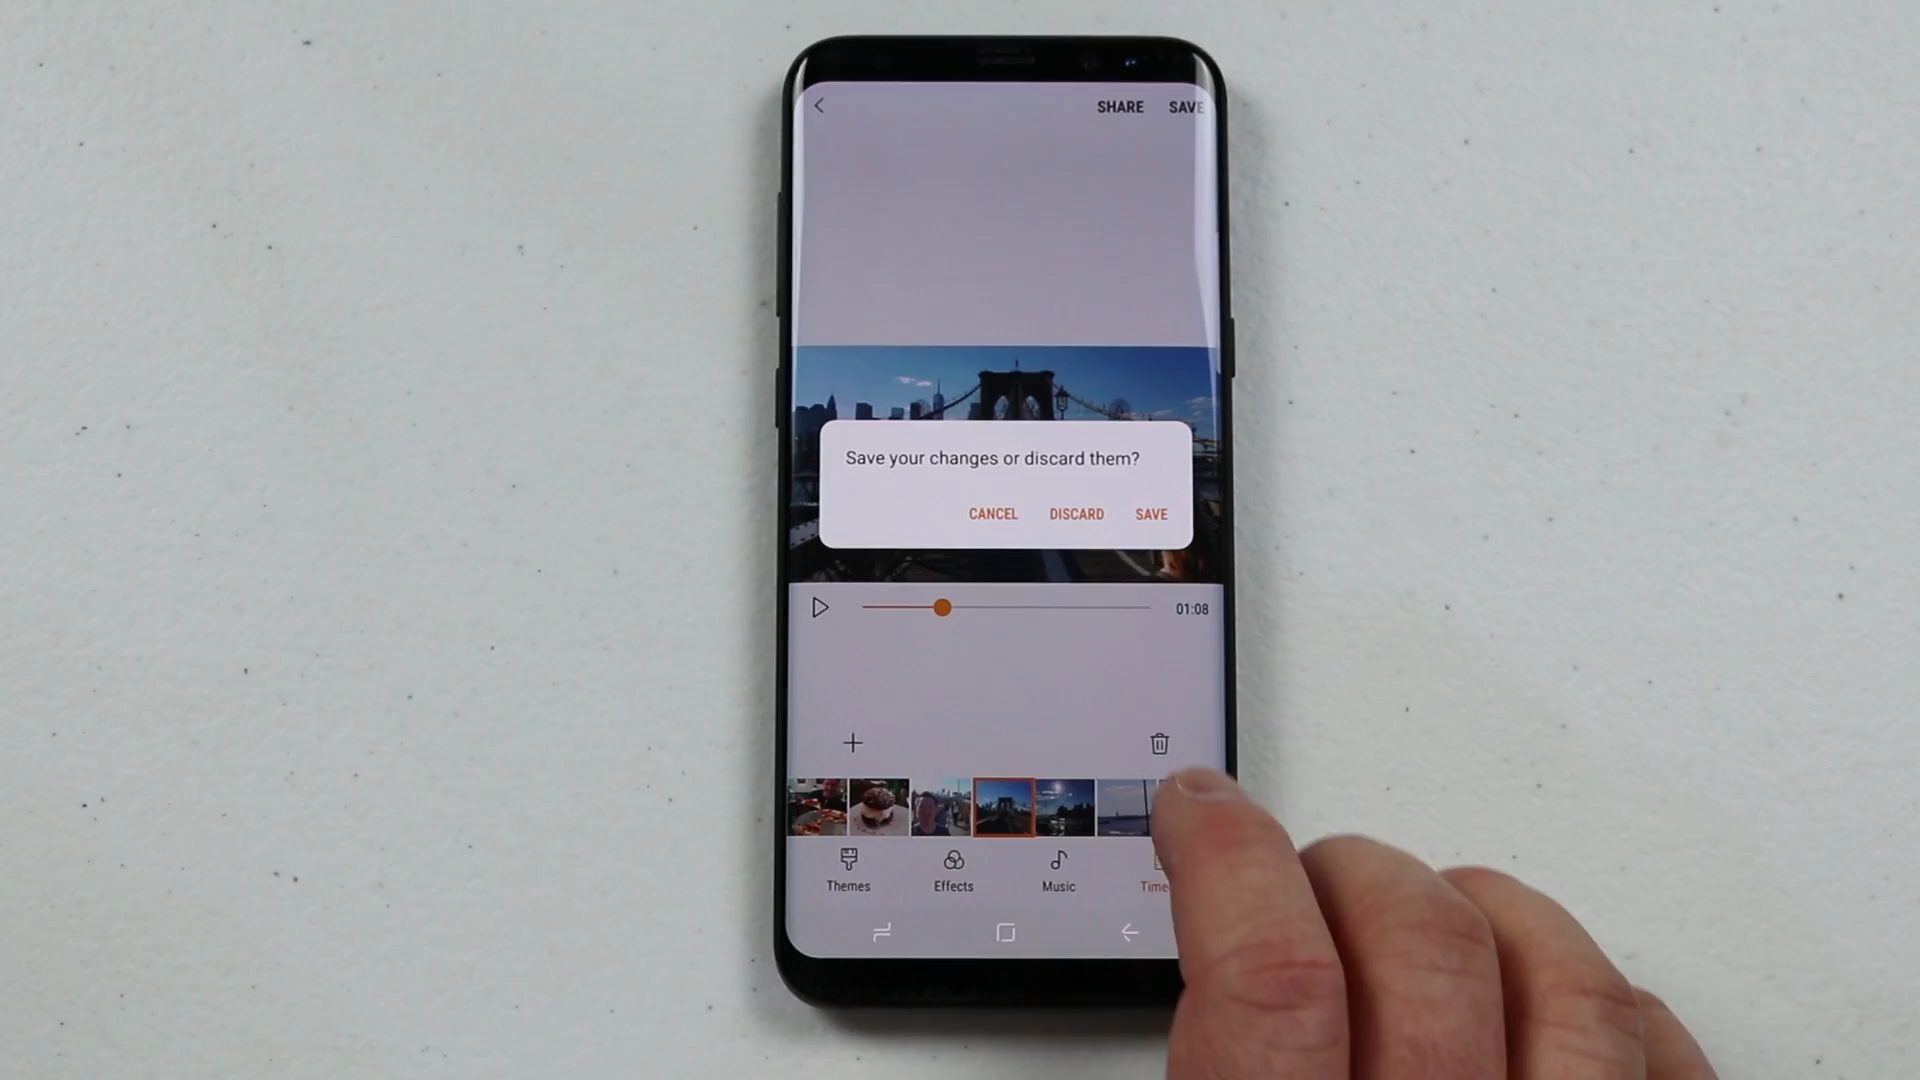 SHARE SAVE
Save your changes or discard them?
CANCEL DISCARD SAVE
01:08
Themes Effects Music Time